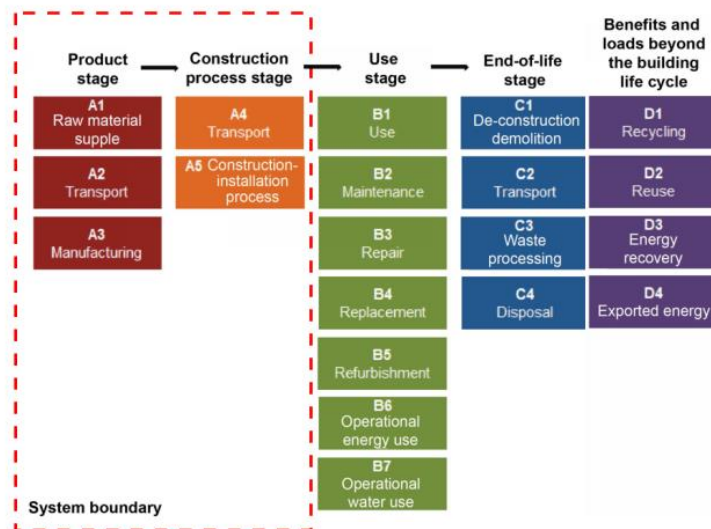 Product
stage
Construction
process stage
Use
stage
End-of-life
stage
Benefits and
loads beyond
the building
life cycle
A1
Raw material
supple
A2
Transport
A3
Manufacturing
A4
Transport
A5 Construction-
installation
process
B1
Use
B2
Maintenance
B3
Repair
B4
Replacement
B5
Refurbishment
B6
Operational
energy use
B7
Operational
water use
C1
De-construction
demolition
C2
Transport
C3
Waste
processing
C4
Disposal
D1
Recycling
D2
Reuse
D3
Energy
recovery
D4
Exported energy
System boundary